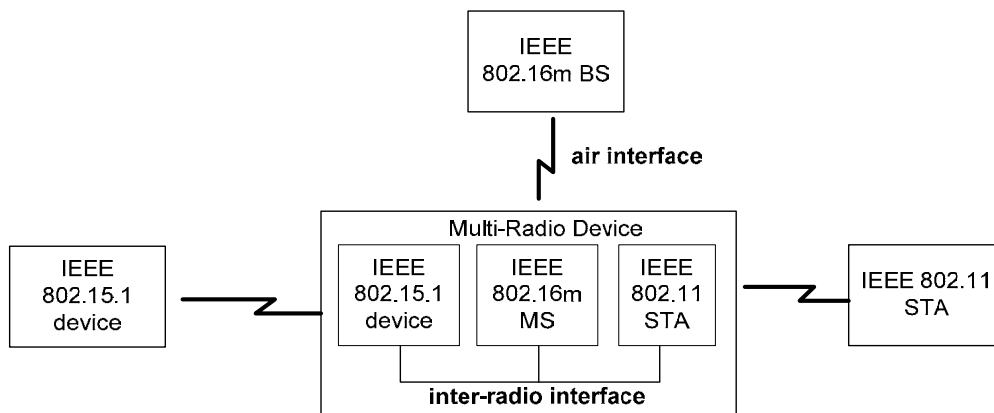 IEEE
802.16m BS
air interface
Multi-Radio Device
IEEE
802.15.1
device
IEEE
802.15.1
device
IEEE
802.16m
MS
IEEE
802.11
STA
IEEE 802.11
STA
inter-radio interface